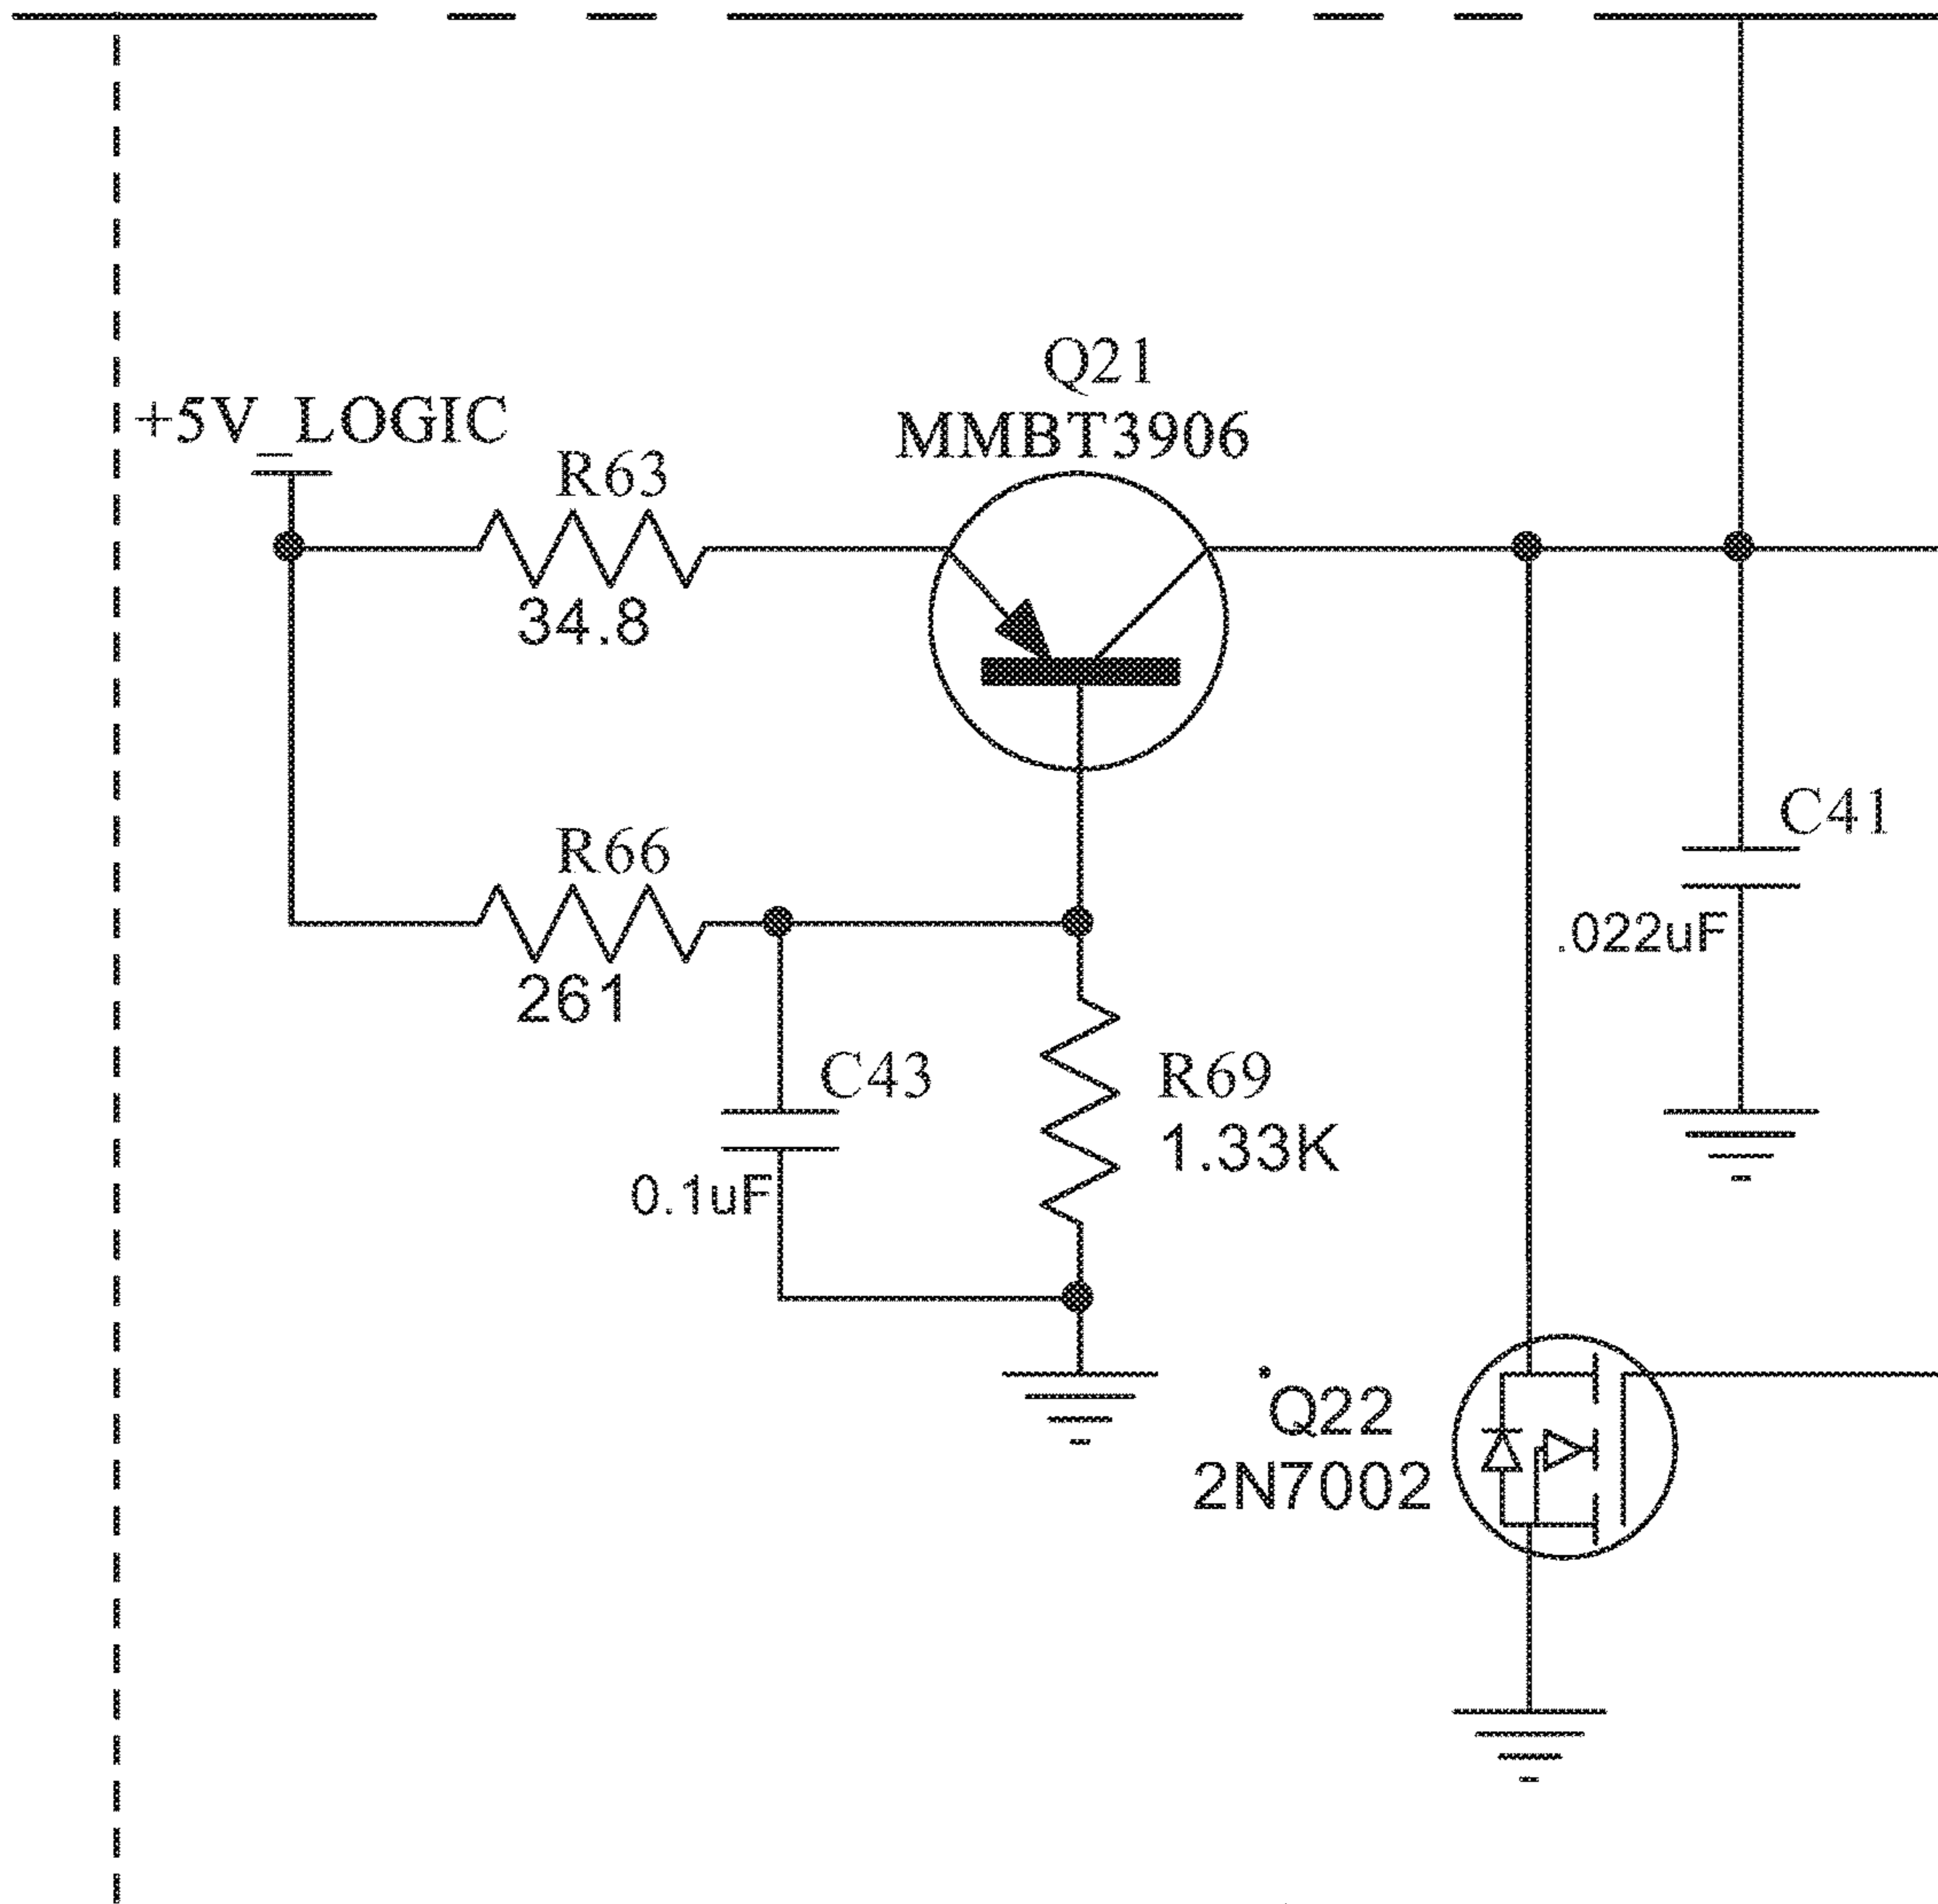 Q21
MMBT3906
+5V_LOGIC
R63
34.8
C41
.022uF
R66
261
C43
0.1uF
R69
1.33K
Q22
2N7002